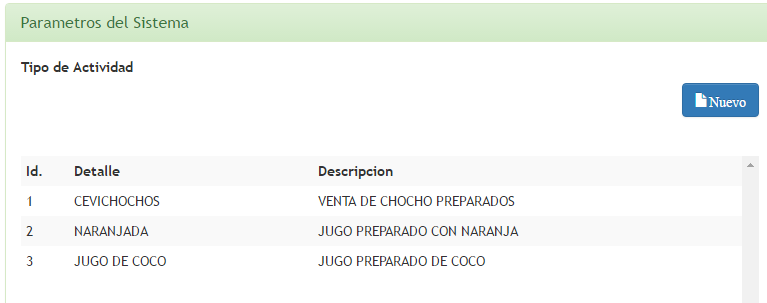 Parametros del Sistema
Tipo de Actividad
Nuevo
Id. Detalle Descripcion
1 CEVICHOCHOS VENTA DE CHOCHO PREPARADOS
2 NARANJADA JUGO PREPARADO CON NARANJA
3 JUGO DE COCO JUGO PREPARADO DE COCO